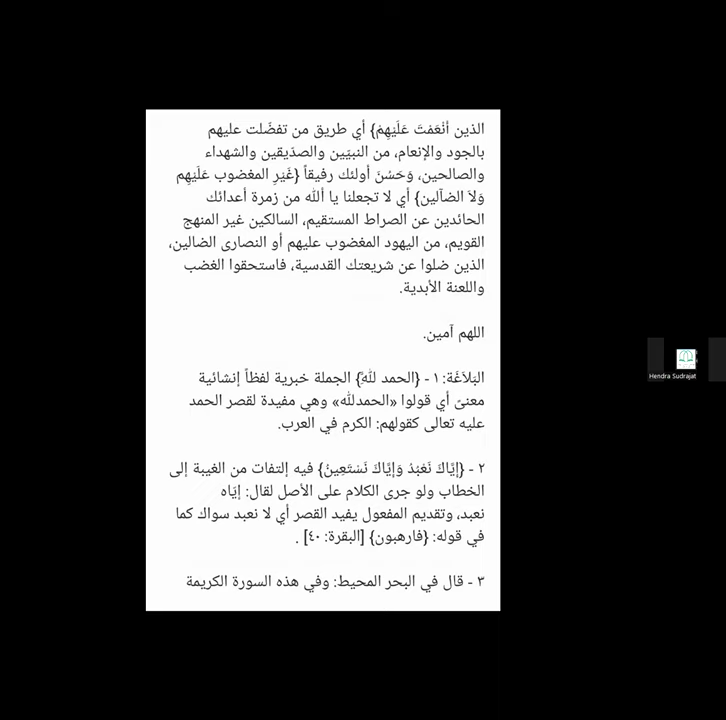 الذين أنْعَمْتَ عَلَيْهِمْ} أي طريق من تفضّلت عليهم
بالجود والإنعام، من النبيّين والصدّيقين والشهداء
والصالحين، وَحَسُنَ أولئك رفيقاً {غَيْرِ المغضوب عَلَيْهِم
وَلاَ الضآلين} أي لا تجعلنا يا ألله من زمرة أعدائك
الحائدين عن الصراط المستقيم، السالكين غير المنهج
القويم، من اليهود المغضوب عليهم أو النصارى الضالين،
الذين ضلوا عن شريعتك القدسية، فاستحقوا الغضب
واللعنة الأبدية.
اللهم آمين.
البَلاَغَة: ١ - {الحمد للَّهِ} الجملة خبرية لفظاً إنشائية
معنىً أي قولوا «الحمدلله» وهي مفيدة لقصر الحمد
عليه تعالى كقولهم: الكرم في العرب.
٢ - {إيَّاكَ نَعْبُدُ وَإِيَّاكَ نَسْتَعِينُ} فيه إلتفات من الغيبة إلى
الخطاب ولو جرى الكلام على الأصل لقال: إيّاه
نعبد، وتقديم المفعول يفيد القصر أي لا نعبد سواك كما
في قوله: {فارهبون} [البقرة: ٤٠] .
٣ - قال في البحر المحيط: وفي هذه السورة الكريمة
Hendra Sudrajat